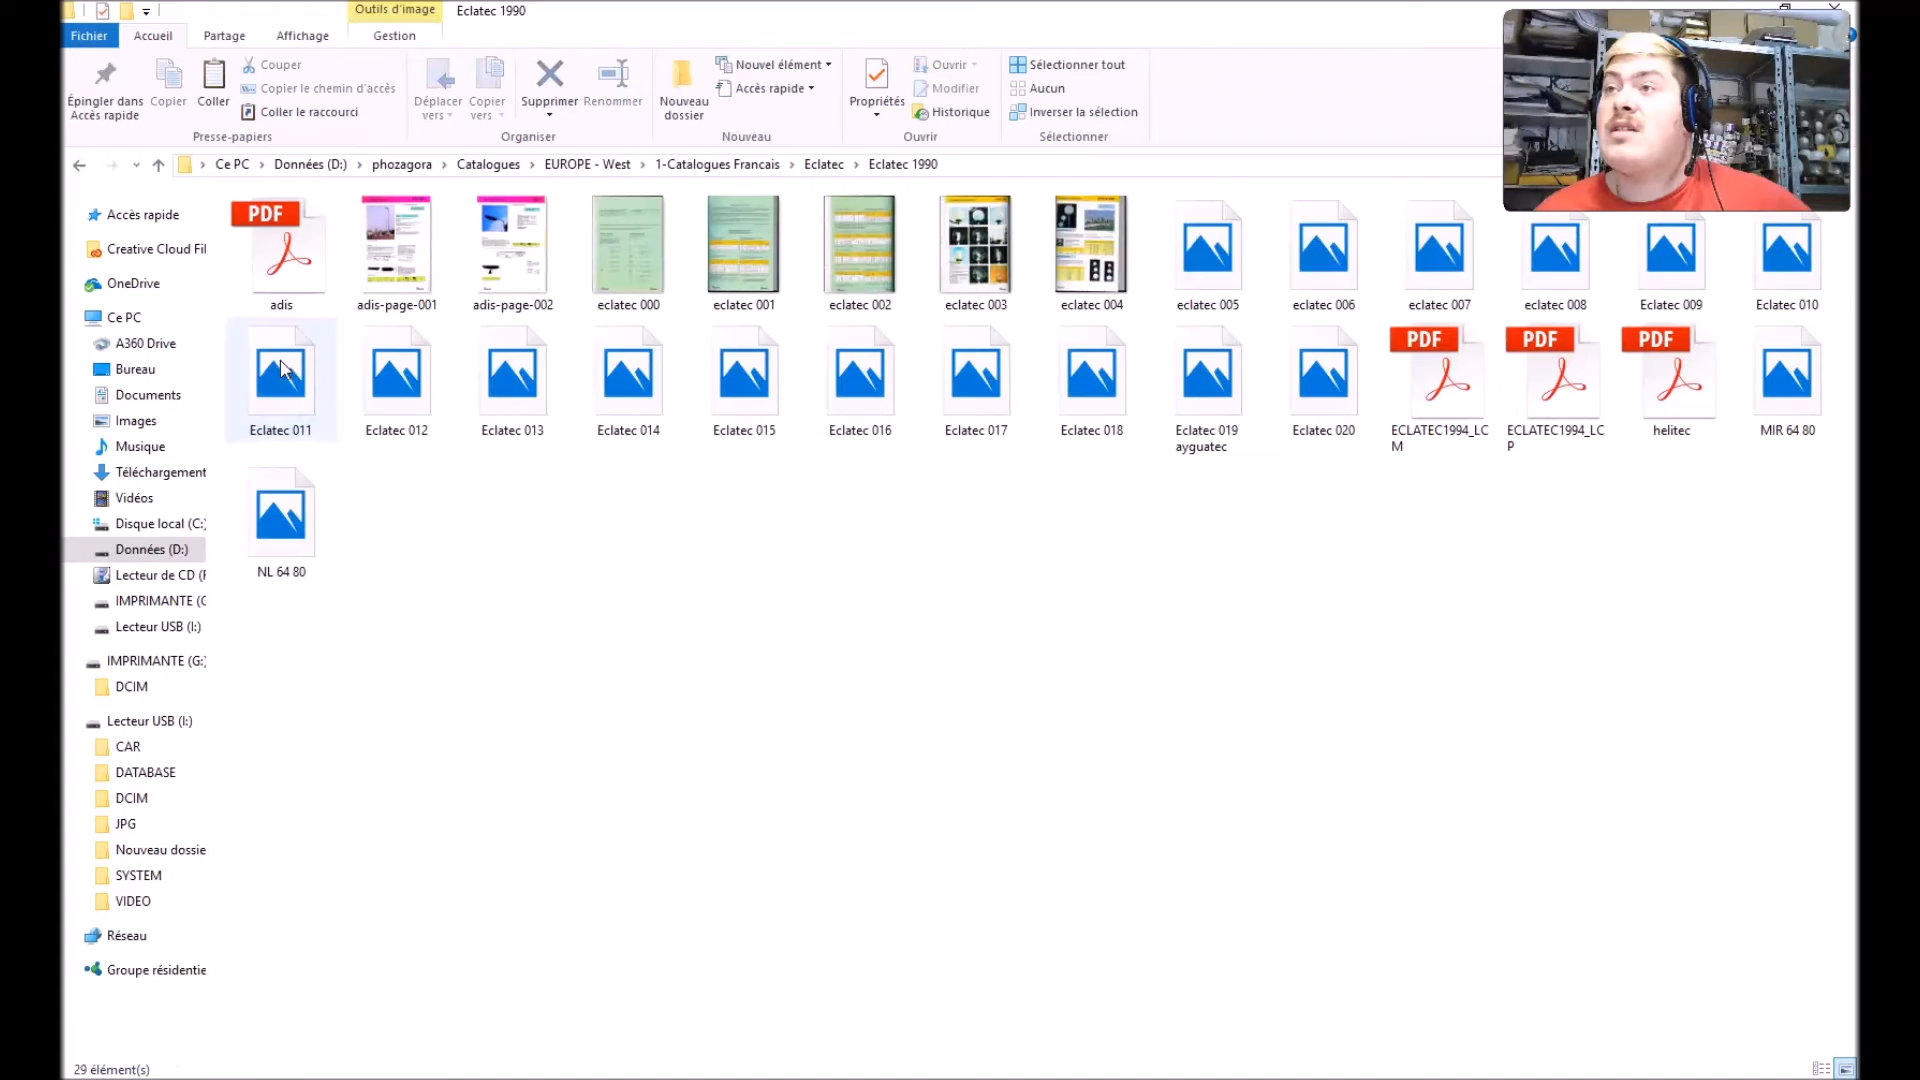 Outils d'image
Eclatec 1990
Fichier
Accueil
Partage
Affichage
Gestion
Épingler dans
Accès rapide
Copier
Coller
Couper
Copier le chemin d'accès
Coller le raccourci
Presse-papiers
Déplacer
vers
Copier
vers
Supprimer
Renommer
Organiser
Nouveau
dossier
Nouvel élément
Accès rapide
Nouveau
Propriétés
Ouvrir
Modifier
Historique
Ouvrir
Sélectionner tout
Aucun
Inverser la sélection
Sélectionner
Ce PC
Données (D:)
phozagora
Catalogues
EUROPE - West
1-Catalogues Francais
Eclatec
Eclatec 1990
Accès rapide
Creative Cloud Fil
OneDrive
Ce PC
A360 Drive
Bureau
Documents
Images
Musique
Téléchargement
Vidéos
Disque local (C:)
Données (D:)
Lecteur de CD (F
IMPRIMANTE (G
Lecteur USB (I:)
IMPRIMANTE (G:)
DCIM
Lecteur USB (I:)
CAR
DATABASE
DCIM
JPG
Nouveau dossie
SYSTEM
VIDEO
Réseau
Groupe résidentie
PDF
adis
adis-page-001
adis-page-002
eclatec 000
eclatec 001
eclatec 002
eclatec 003
eclatec 004
eclatec 005
eclatec 006
eclatec 007
eclatec 008
Eclatec 009
Eclatec 010
PDF
PDF
PDF
Eclatec 011
Eclatec 012
Eclatec 013
Eclatec 014
Eclatec 015
Eclatec 016
Eclatec 017
Eclatec 018
Eclatec 019
ayguatec
Eclatec 020
ECLATEC1994_LC
M
ECLATEC1994_LC
P
helitec
MIR 64 80
NL 64 80
29 élément(s)